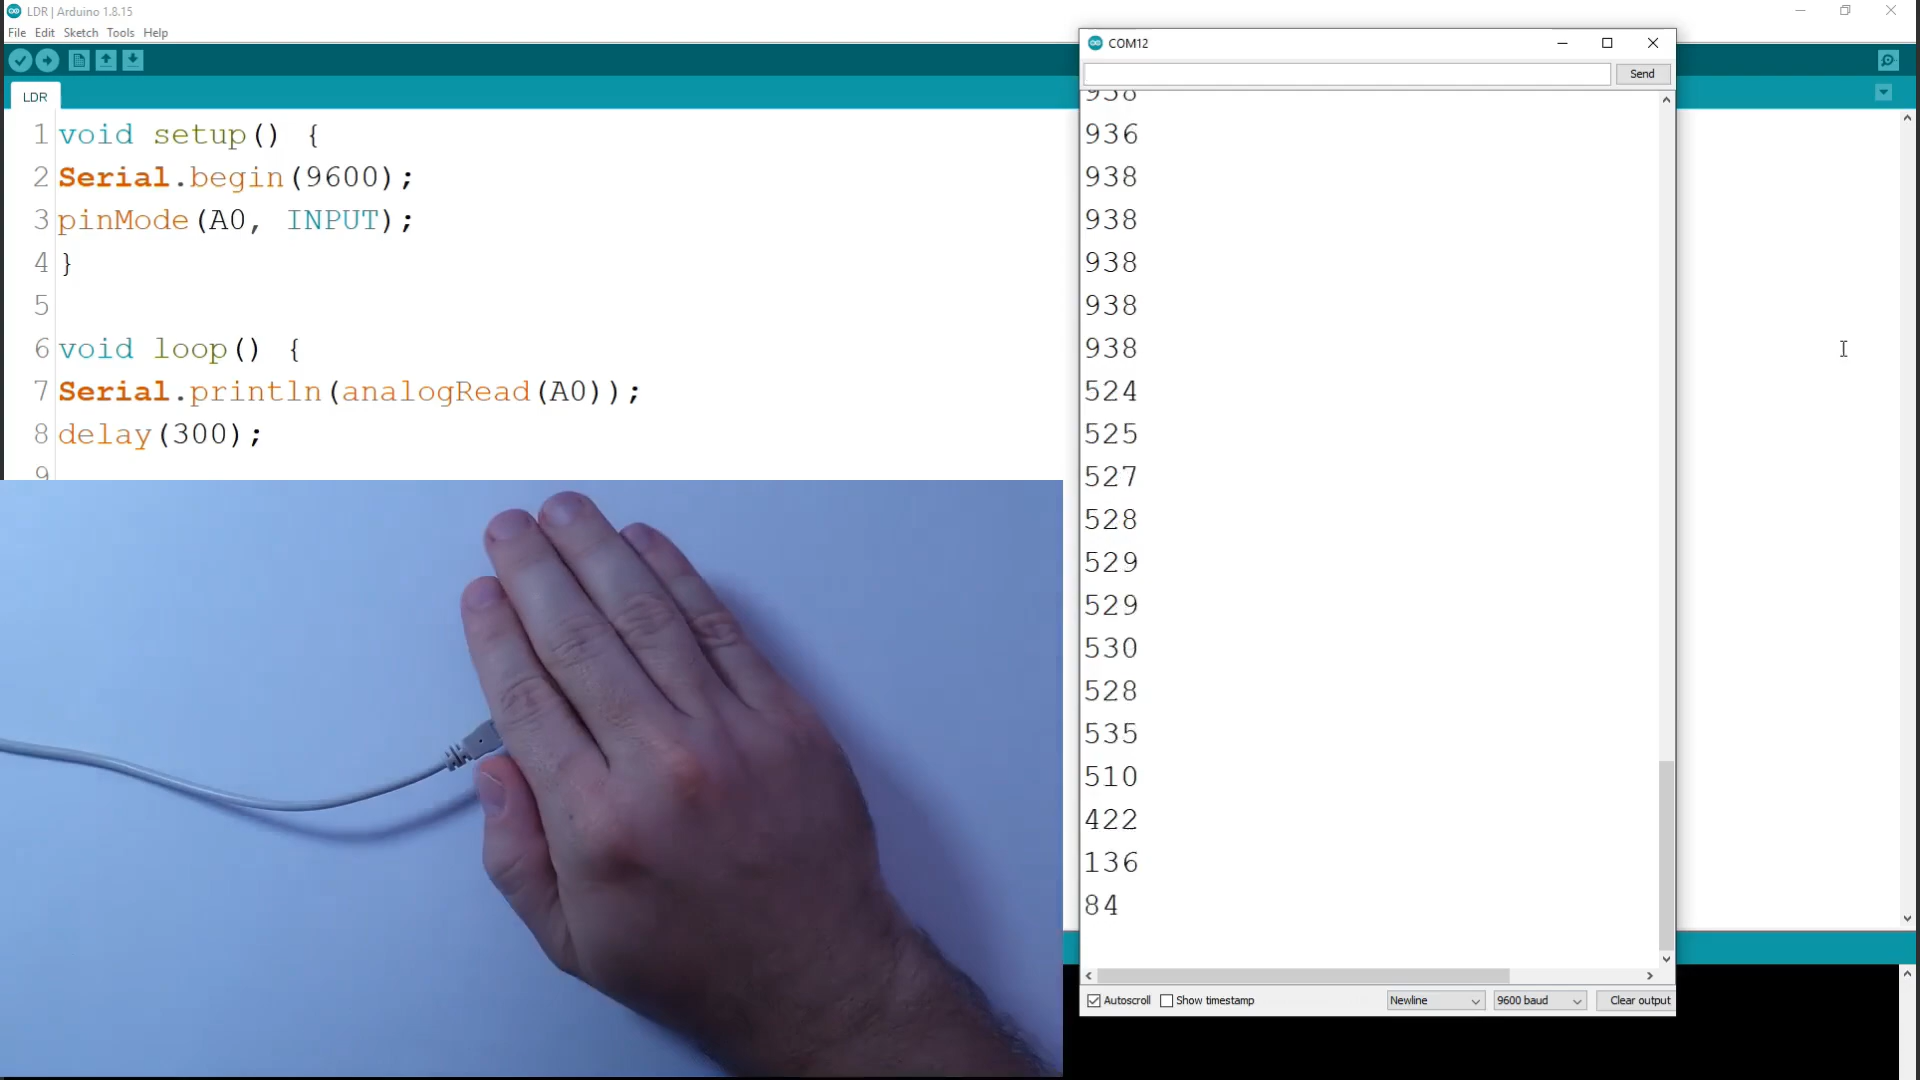 LDR | Arduino 1.8.15
File Edit Sketch Tools Help
LDR
1 void setup() {
2 Serial.begin(9600);
3 pinMode(A0, INPUT);
4 }
5
6 void loop() {
7 Serial.println(analogRead(A0));
8 delay(300);
9
COM12
Send
938
936
938
938
938
938
938
524
525
527
528
529
529
530
528
535
510
422
136
84
Autoscroll
Show timestamp
Newline
9600 baud
Clear output